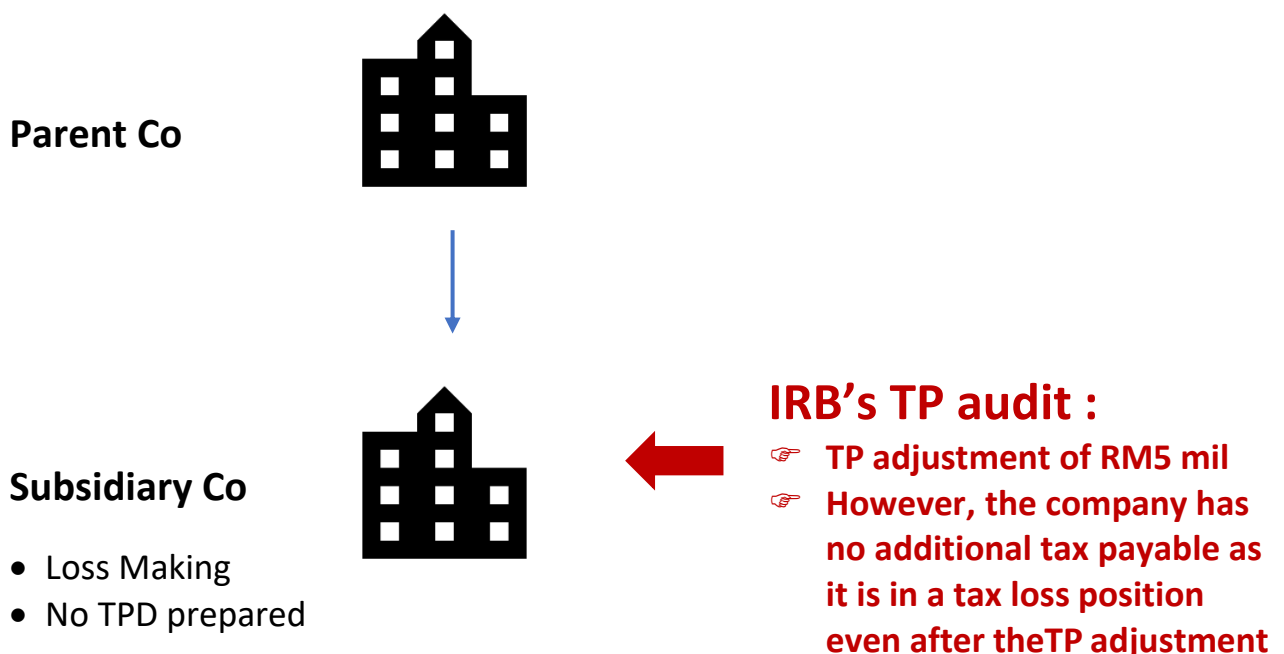 Parent Co
IRB’s TP audit :
☞ TP adjustment of RM5 mil
☞ However, the company has
no additional tax payable as
it is in a tax loss position
even after theTP adjustment
Subsidiary Co
• Loss Making
• No TPD prepared